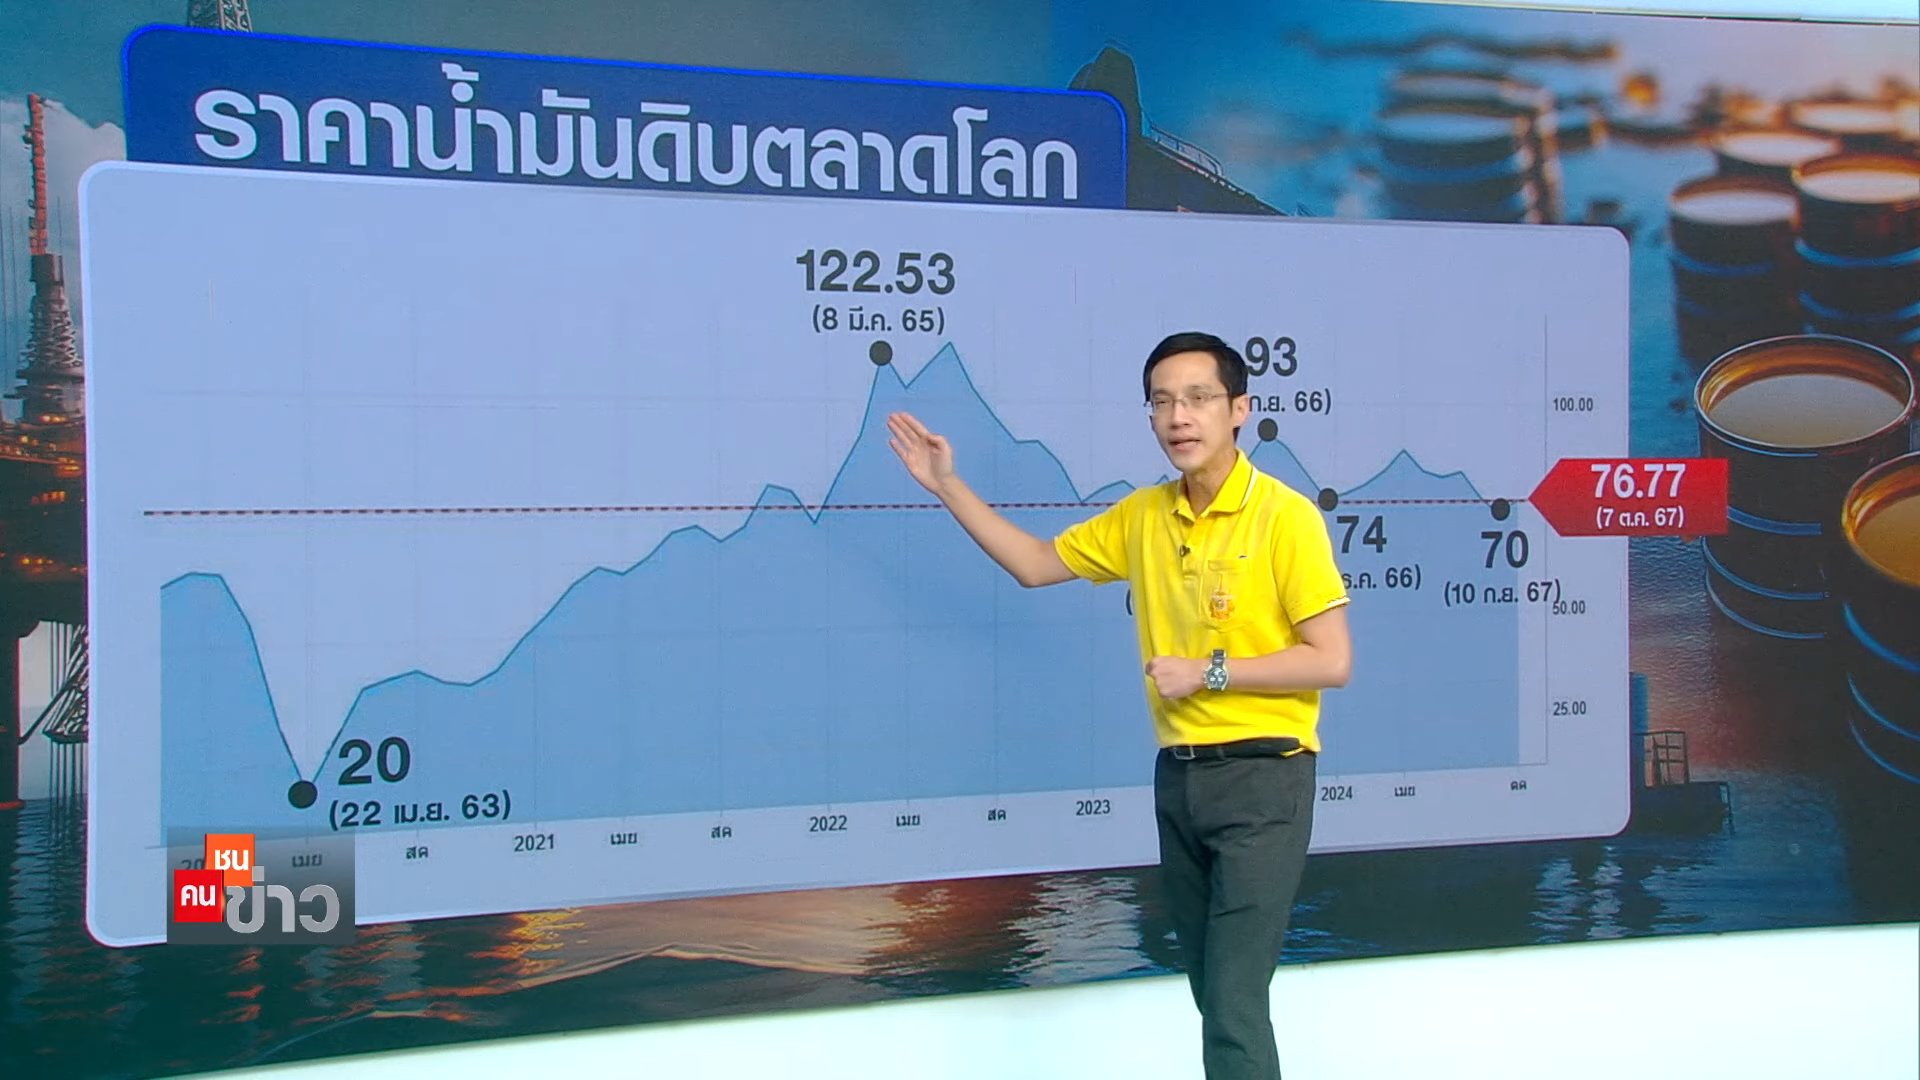 ราคาน้ำมันดิบตลาดโลก
122.53
(8 มี.ค. 65)
93
ก.ย. 66)
100.00
76.77
(7 ต.ค. 67)
74
ธ.ค. 66)
70
(10 ก.ย. 67)
50.00
25.00
20
(22 เม.ย. 63)
เมย
สค
2021
เมย
สค
2022
เมย
สค
2023
2024
เมย
ตค
คน
ชน
ข่าว